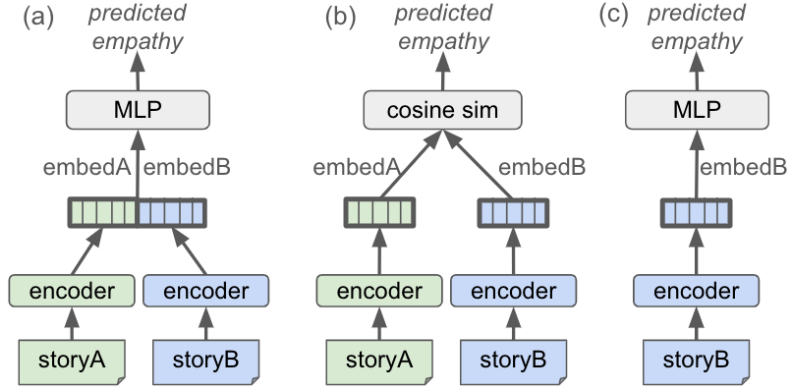 (a)
predicted
empathy
MLP
embedA embedB
encoder encoder
storyA storyB
(b)
predicted
empathy
cosine sim
embedA embedB
encoder encoder
storyA storyB
(c)
predicted
empathy
MLP
embedB
encoder
storyB